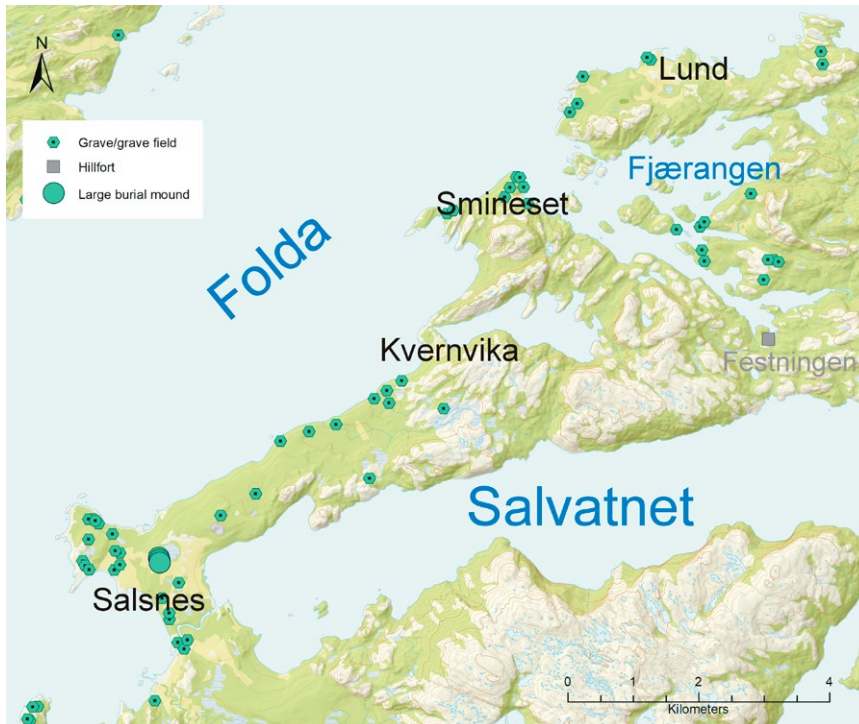 N
Lund
Grave/grave field
Hillfort
Large burial mound
Fjærangen
Smineset
Folda
Kvernvika
Festningen
Salvatnet
Salsnes
0 1 2 4
Kilometers